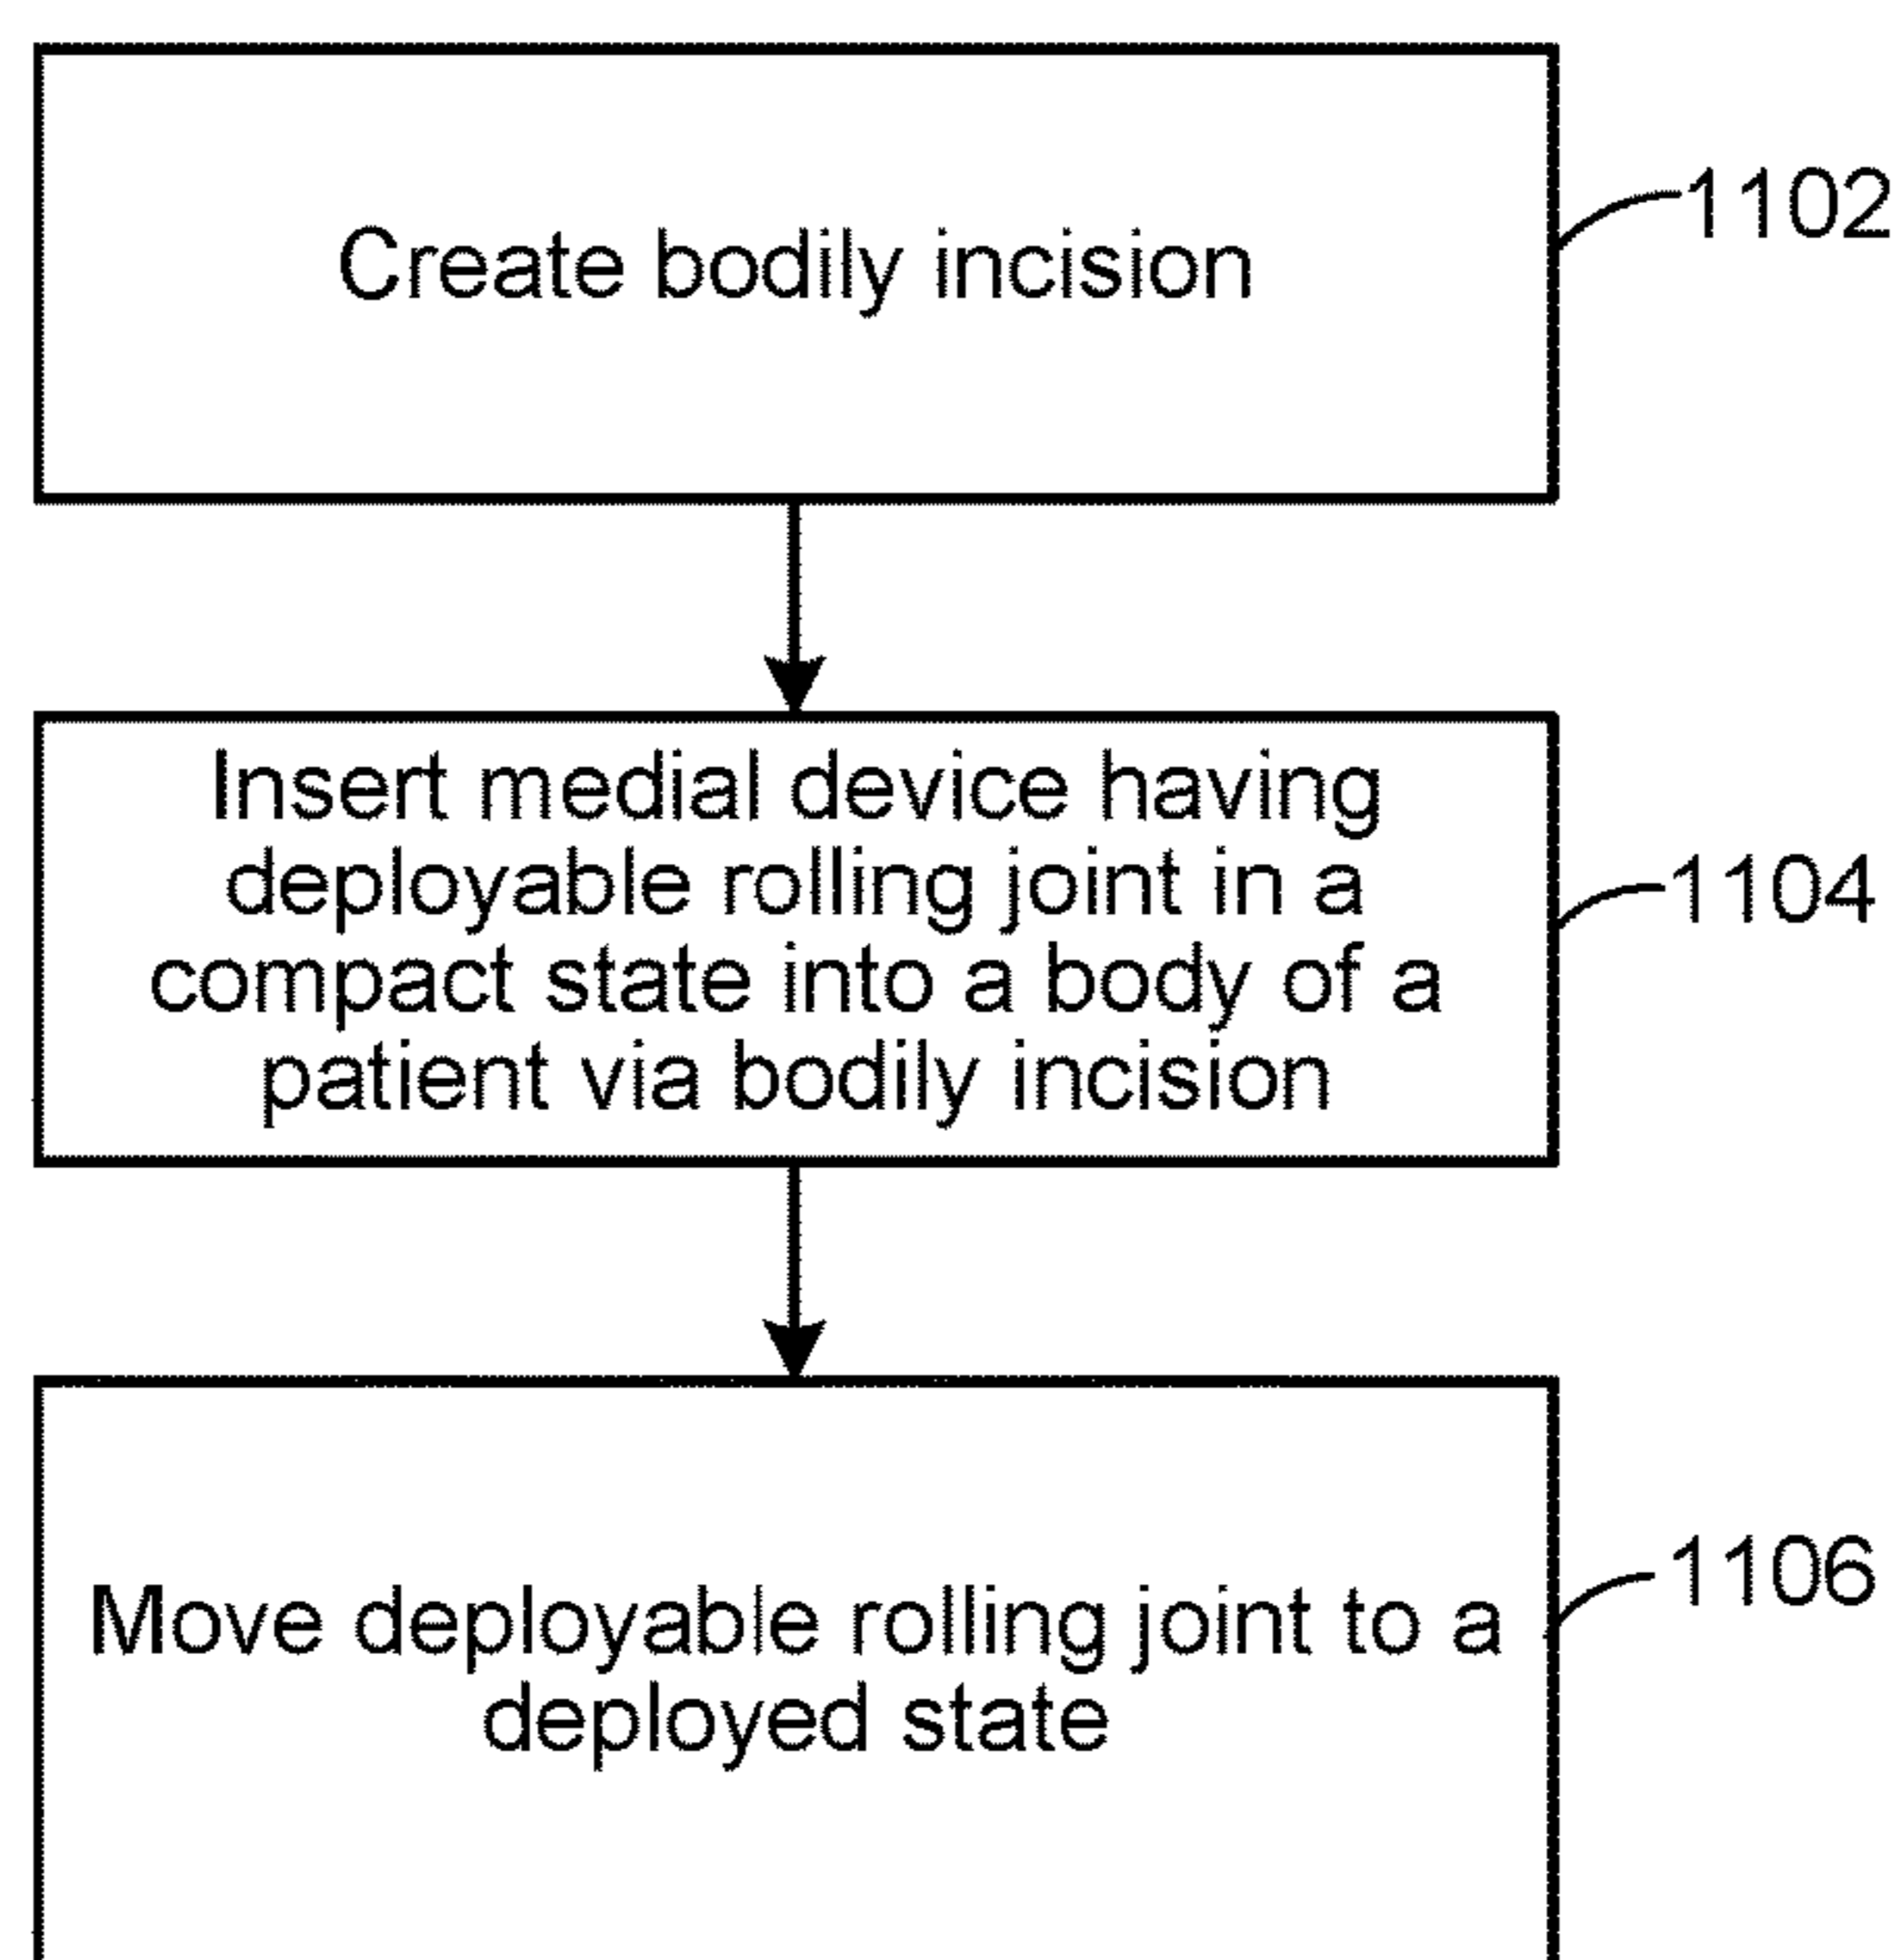 Create bodily incision
1102
Insert medial device having
deployable rolling joint in a
compact state into a body of a
patient via bodily incision
1104
Move deployable rolling joint to a
deployed state
1106